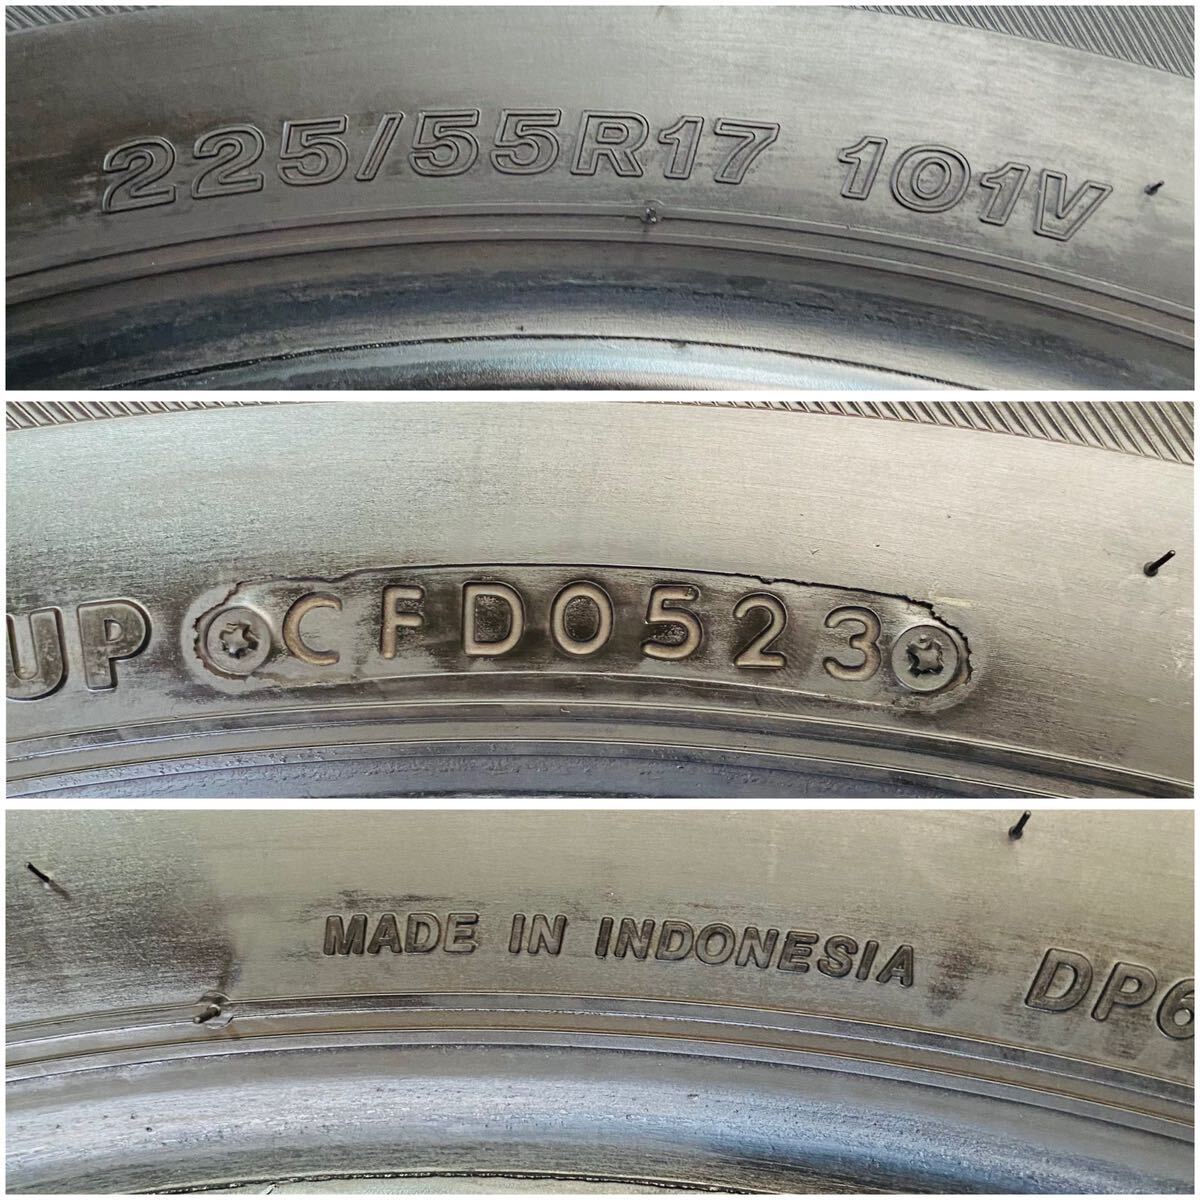 225/55R17 101V
UP CFD0523
MADE IN INDONESIA DP6